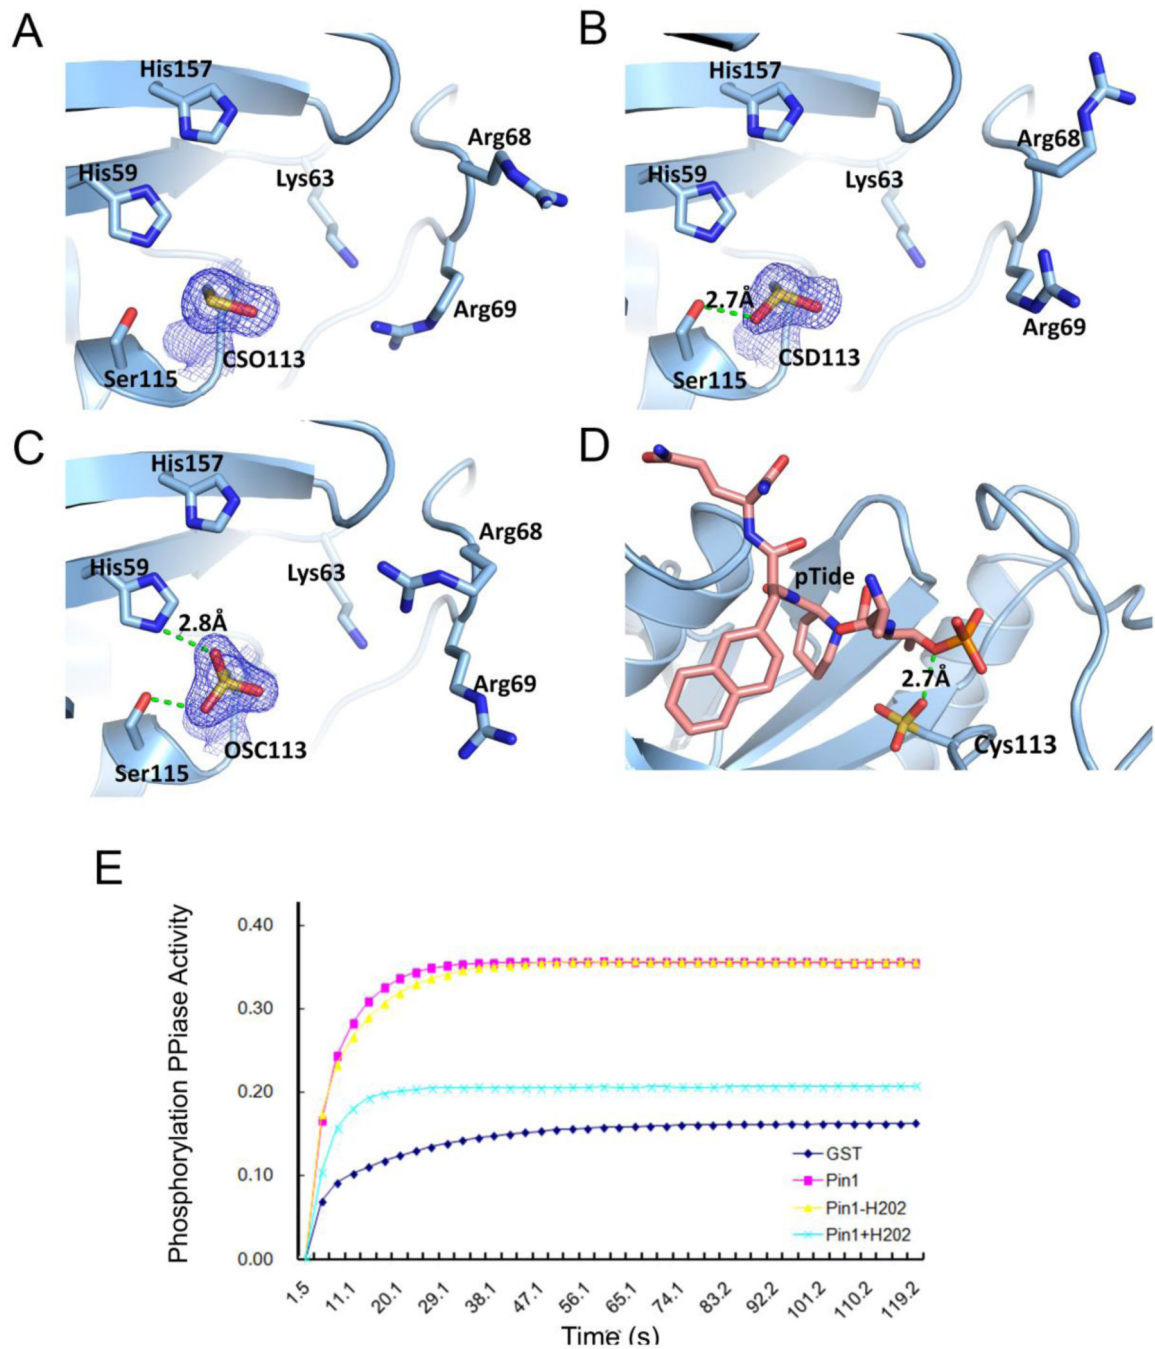 A
His157
Arg68
His59
Lys63
Arg69
CSO113
Ser115
B
His157
Arg68
His59
Lys63
2.7Å
Arg69
CSD113
Ser115
C
His157
Arg68
His59
Lys63
2.8Å
Arg69
OSC113
Ser115
D
pTide
2.7Å
Cys113
E
Phosphorylation PPiase Activity
0.40
0.30
0.20
0.10
0.00
GST
Pin1
Pin1-H202
Pin1+H202
1.5 11.1 20.1 29.1 38.1 47.1 56.1 65.1 74.1 83.2 92.2 101.2 110.2 119.2
Time (s)